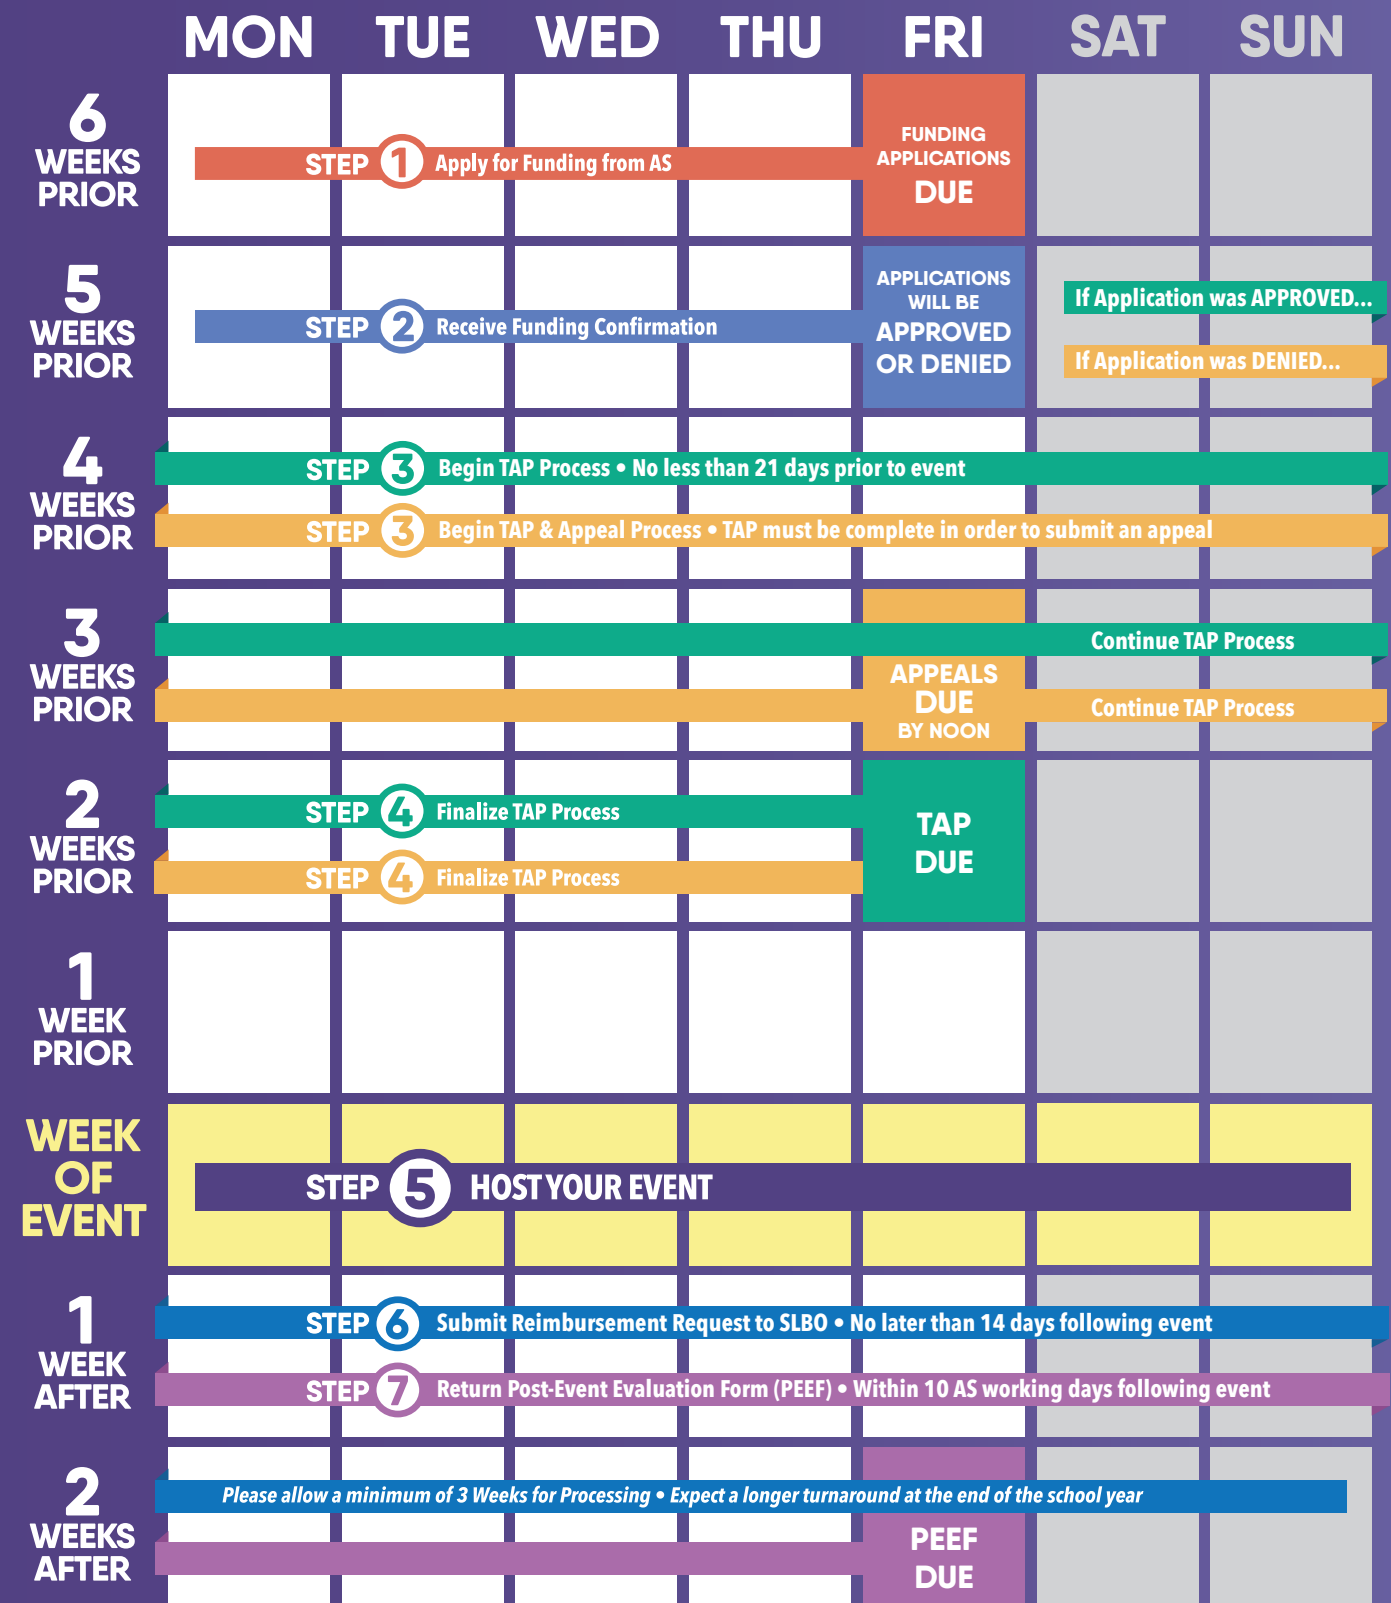 MON TUE WED THU FRI SAT SUN
6
WEEKS
PRIOR
STEP 1 Apply for Funding from AS
FUNDING
APPLICATIONS
DUE
5
WEEKS
PRIOR
STEP 2 Receive Funding Confirmation
APPLICATIONS
WILL BE
APPROVED
OR DENIED
If Application was APPROVED...
If Application was DENIED...
4
WEEKS
PRIOR
STEP 3 Begin TAP Process • No less than 21 days prior to event
STEP 3 Begin TAP & Appeal Process • TAP must be complete in order to submit an appeal
3
WEEKS
PRIOR
Continue TAP Process
APPEALS
DUE
BY NOON
Continue TAP Process
2
WEEKS
PRIOR
STEP 4 Finalize TAP Process
STEP 4 Finalize TAP Process
TAP
DUE
1
WEEK
PRIOR
WEEK
OF
EVENT
STEP 5 HOST YOUR EVENT
1
WEEK
AFTER
STEP 6 Submit Reimbursement Request to SLBO • No later than 14 days following event
STEP 7 Return Post-Event Evaluation Form (PEEF) • Within 10 AS working days following event
2
WEEKS
AFTER
Please allow a minimum of 3 Weeks for Processing • Expect a longer turnaround at the end of the school year
PEEF
DUE